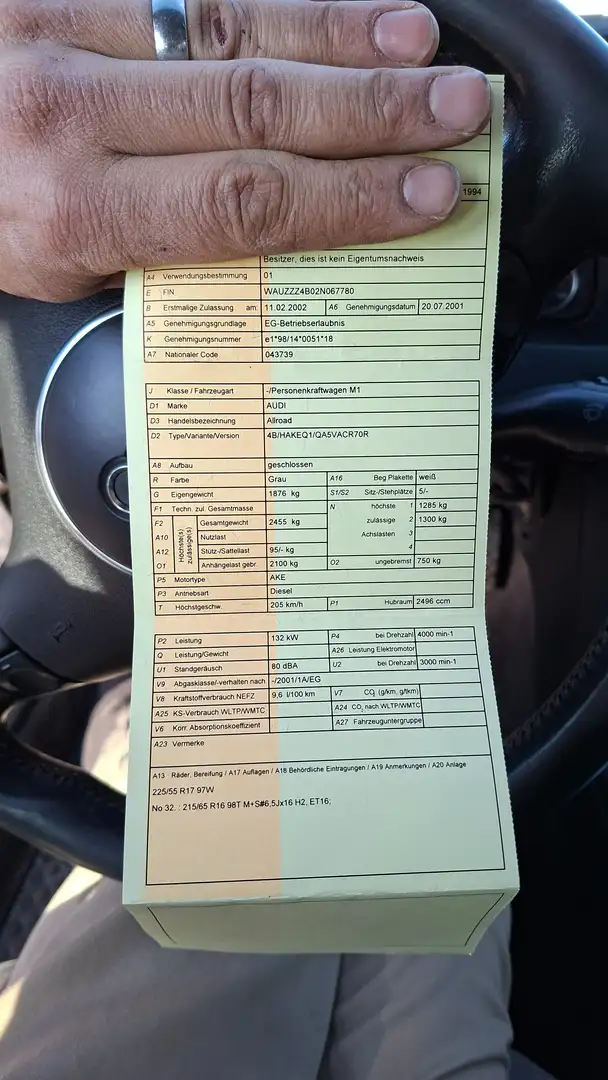 1994
Besitzer, dies ist kein Eigentumsnachweis
A4 Verwendungsbestimmung 01
E FIN WAUZZZ4B02N067780
B Erstmalige Zulassung am: 11.02.2002 A6 Genehmigungsdatum 20.07.2001
A5 Genehmigungsgrundlage EG-Betriebserlaubnis
K Genehmigungsnummer e1*98/14*0051*18
A7 Nationaler Code 043739
J Klasse / Fahrzeugart -/Personenkraftwagen M1
D1 Marke AUDI
D3 Handelsbezeichnung Allroad
D2 Type/Variante/Version 4B/HAKEQ1/QA5VACR70R
A8 Aufbau geschlossen
R Farbe Grau A16 Beg Plakette weiß
G Eigengewicht 1876 kg S1/S2 Sitz-/Stehplätze 5/-
F1 Techn. zul. Gesamtmasse N höchste 1 1285 kg
Höchste(s) zulässige(s)
F2 Gesamtgewicht 2455 kg zulässige 2 1300 kg
A10 Nutzlast Achslasten 3
A12 Stütz-/Sattellast 95/- kg 4
O1 Anhängelast gebr. 2100 kg O2 ungebremst 750 kg
P5 Motortype AKE
P3 Antriebsart Diesel
T Höchstgeschw. 205 km/h P1 Hubraum 2496 ccm
P2 Leistung 132 kW P4 bei Drehzahl 4000 min-1
Q Leistung/Gewicht A26 Leistung Elektromotor
U1 Standgeräusch 80 dBA U2 bei Drehzahl 3000 min-1
V9 Abgasklasse/-verhalten nach -/2001/1A/EG
V8 Kraftstoffverbrauch NEFZ 9,6 l/100 km V7 CO2 (g/km, g/tkm)
A25 KS-Verbrauch WLTP/WMTC A24 CO2 nach WLTP/WMTC
V6 Korr. Absorptionskoeffizient A27 Fahrzeuguntergruppe
A23 Vermerke
A13 Räder, Bereifung / A17 Auflagen / A18 Behördliche Eintragungen / A19 Anmerkungen / A20 Anlage
225/55 R17 97W
No 32. : 215/65 R16 98T M+S#6,5Jx16 H2, ET16;